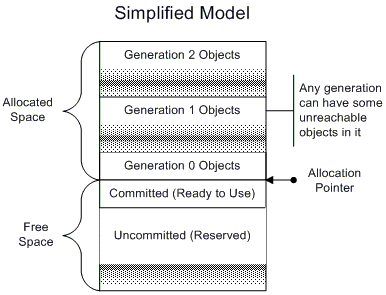 Simplified Model
Generation 2 Objects
Generation 1 Objects
Generation 0 Objects
Committed (Ready to Use)
Uncommitted (Reserved)
Allocated
Space
Free
Space
Any generation
can have some
unreachable
objects in it
Allocation
Pointer